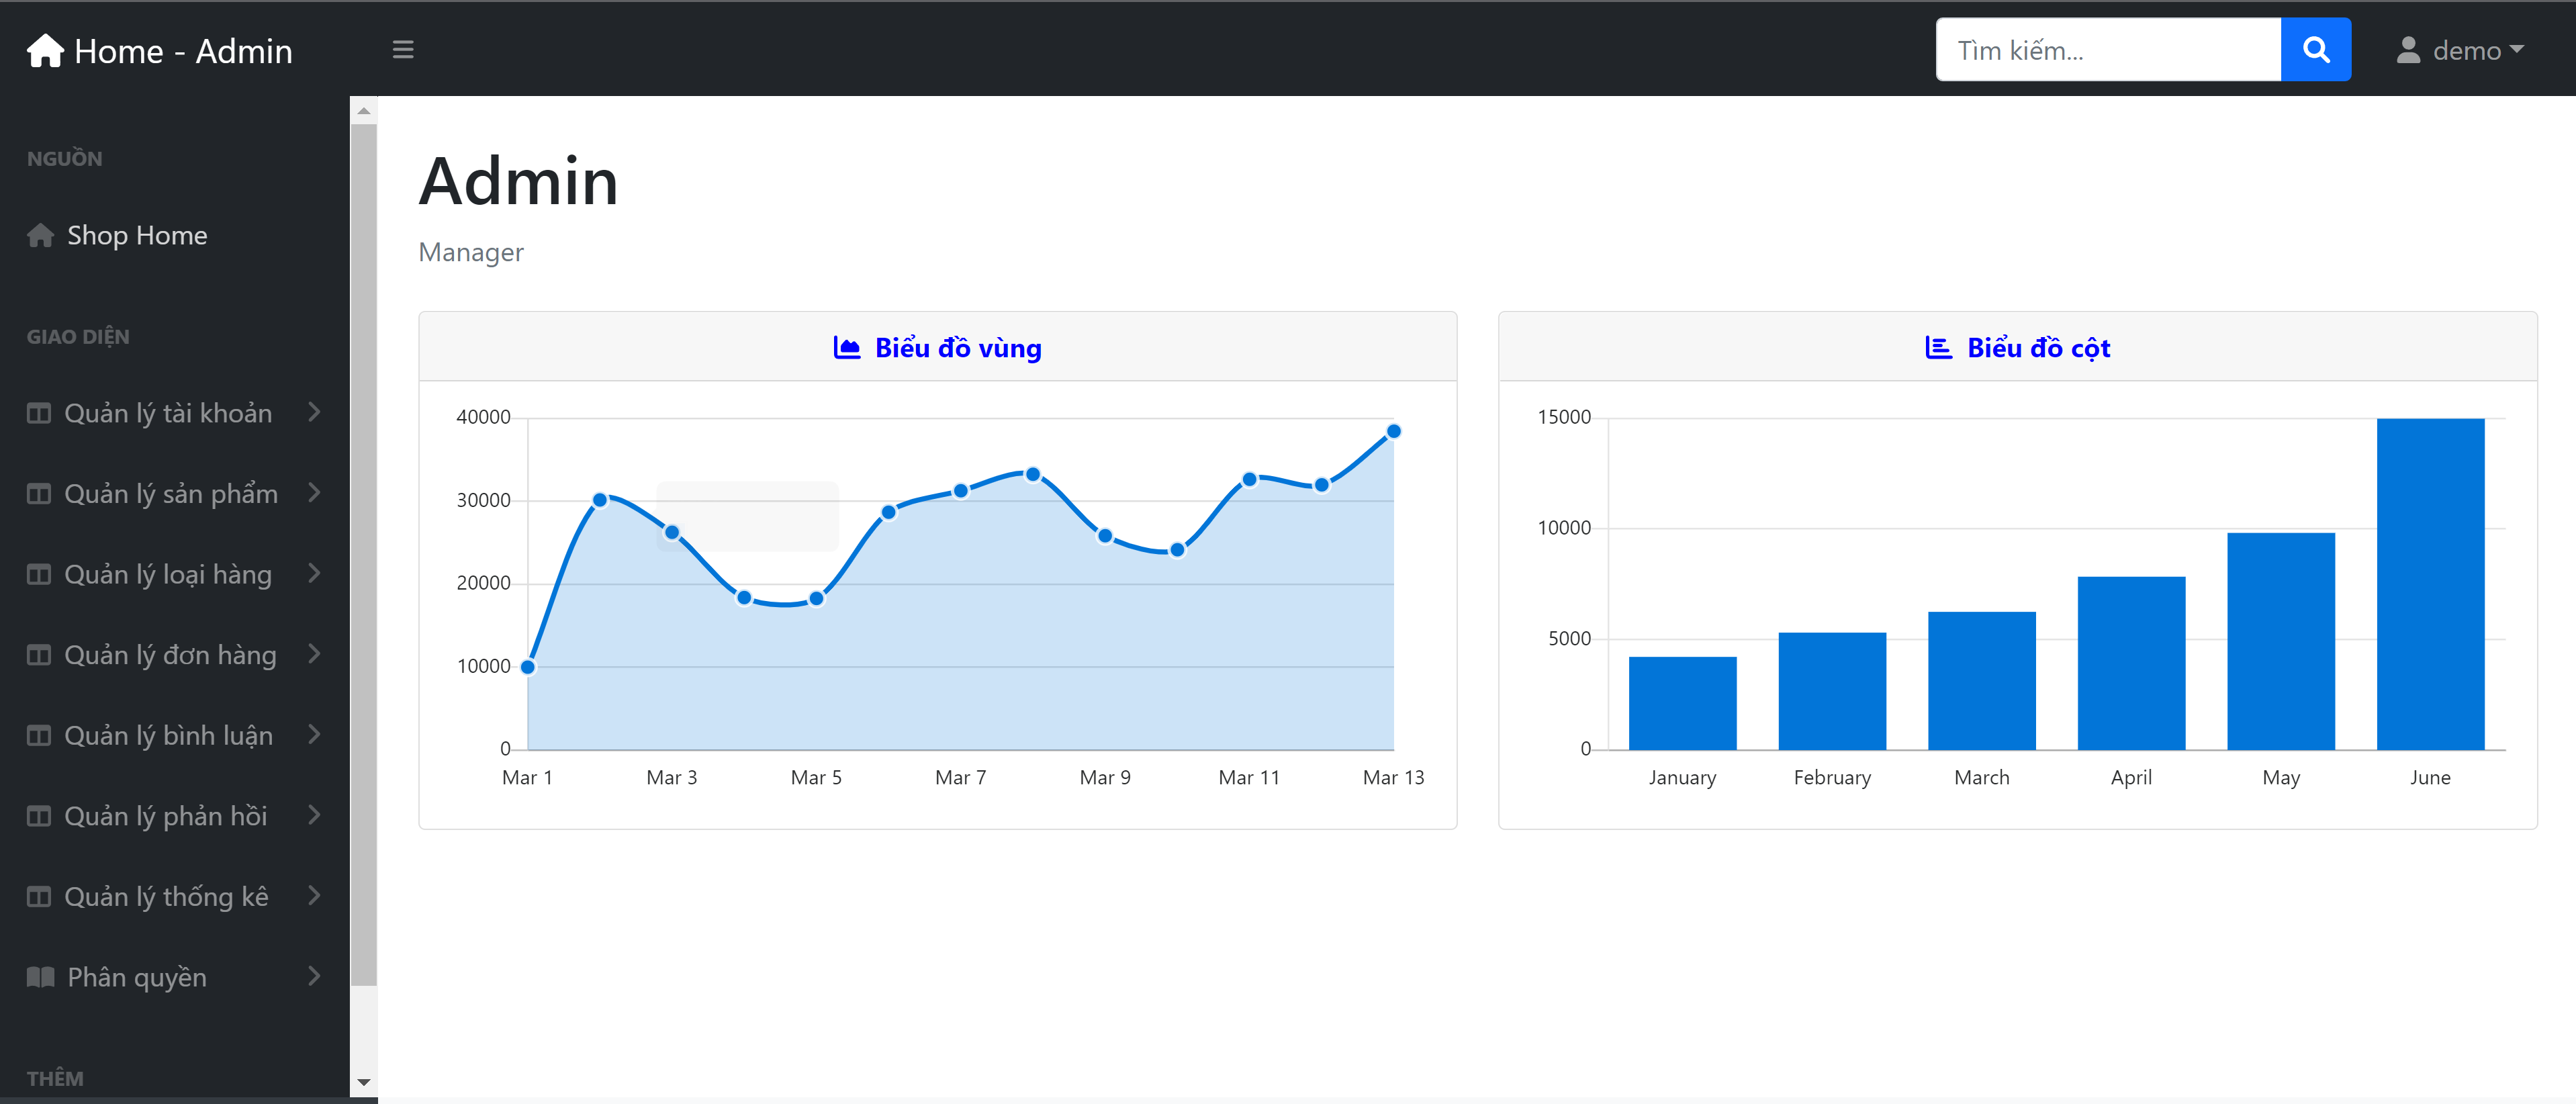 Home - Admin
Tìm kiếm...
demo
NGUỒN
Shop Home
GIAO DIỆN
Quản lý tài khoản
Quản lý sản phẩm
Quản lý loại hàng
Quản lý đơn hàng
Quản lý bình luận
Quản lý phản hồi
Quản lý thống kê
Phân quyền
THÊM
Admin
Manager
Biểu đồ vùng
40000
30000
20000
10000
0
Mar 1 Mar 3 Mar 5 Mar 7 Mar 9 Mar 11 Mar 13
Biểu đồ cột
15000
10000
5000
0
January February March April May June